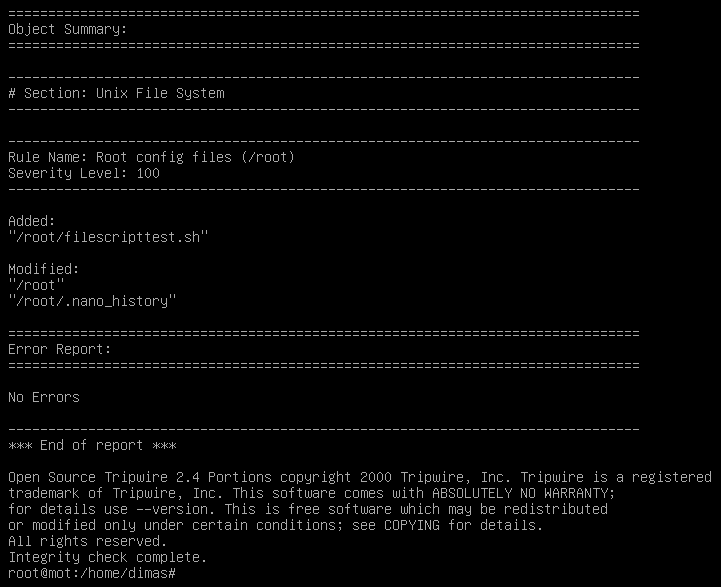 ===============================================================================
Object Summary:
===============================================================================
-------------------------------------------------------------------------------
# Section: Unix File System
-------------------------------------------------------------------------------
-------------------------------------------------------------------------------
Rule Name: Root config files (/root)
Severity Level: 100
-------------------------------------------------------------------------------
Added:
"/root/filescripttest.sh"
Modified:
"/root"
"/root/.nano_history"
===============================================================================
Error Report:
===============================================================================
No Errors
-------------------------------------------------------------------------------
*** End of report ***
Open Source Tripwire 2.4 Portions copyright 2000 Tripwire, Inc. Tripwire is a registered
trademark of Tripwire, Inc. This software comes with ABSOLUTELY NO WARRANTY;
for details use --version. This is free software which may be redistributed
or modified only under certain conditions; see COPYING for details.
All rights reserved.
Integrity check complete.
root@mot:/home/dimas#